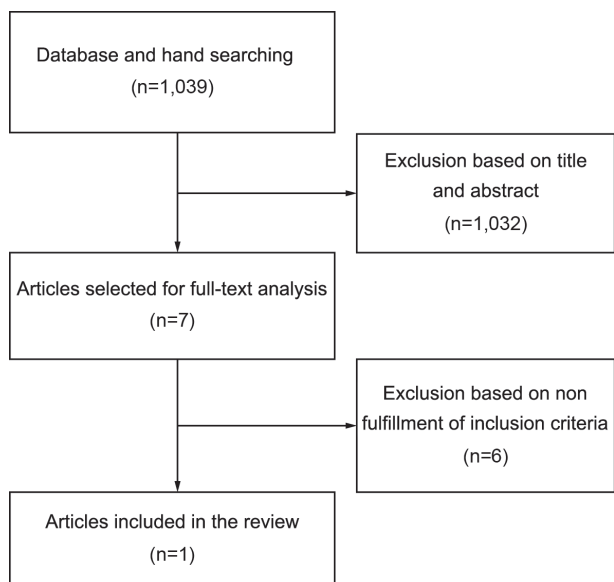 Database and hand searching
(n=1,039)
Exclusion based on title
and abstract
(n=1,032)
Articles selected for full-text analysis
(n=7)
Exclusion based on non
fulfillment of inclusion criteria
(n=6)
Articles included in the review
(n=1)